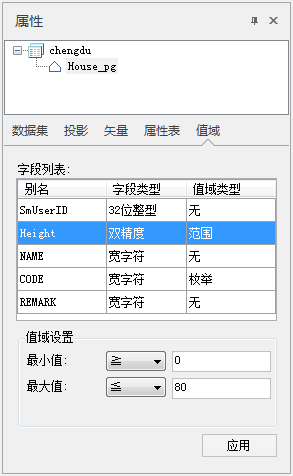 属性
chengdu
House_pg
数据集 投影 矢量 属性表 值域
字段列表:
别名 字段类型 值域类型
SmUserID 32位整型 无
Height 双精度 范围
NAME 宽字符 无
CODE 宽字符 枚举
REMARK 宽字符 无
值域设置
最小值: ≧ 0
最大值: ≦ 80
应用